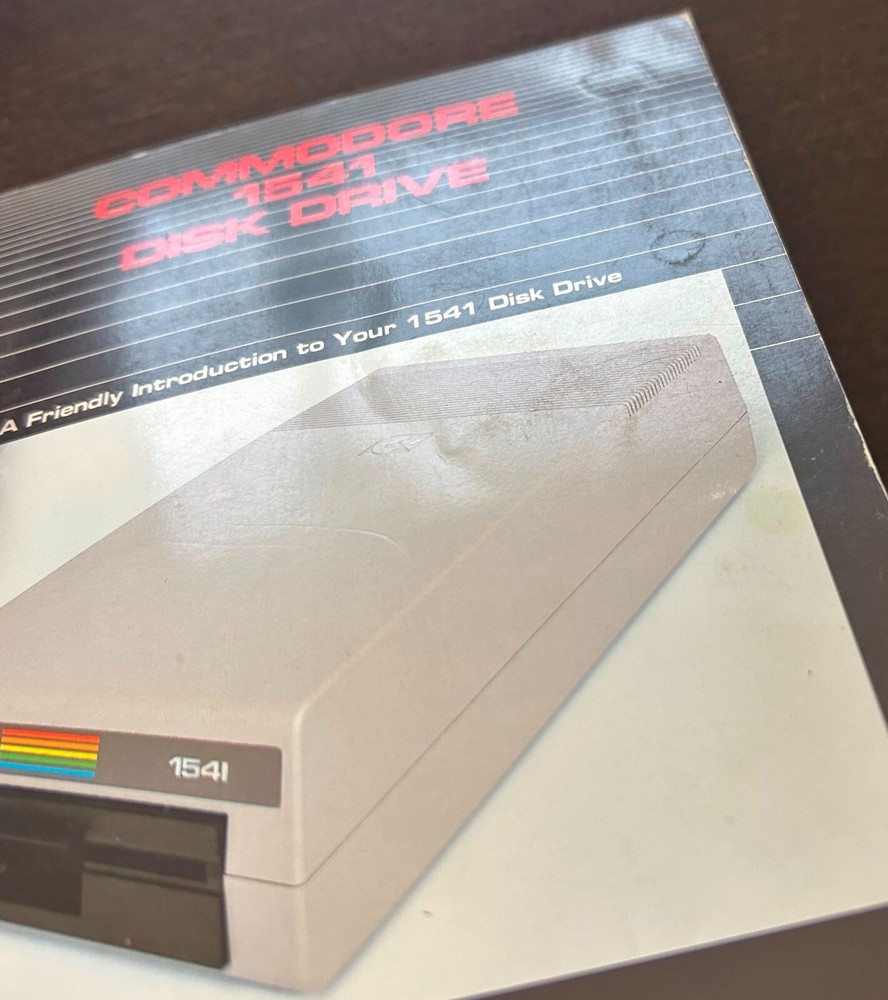 COMMODORE
1541
DISK DRIVE
A Friendly Introduction to Your 1541 Disk Drive
1541